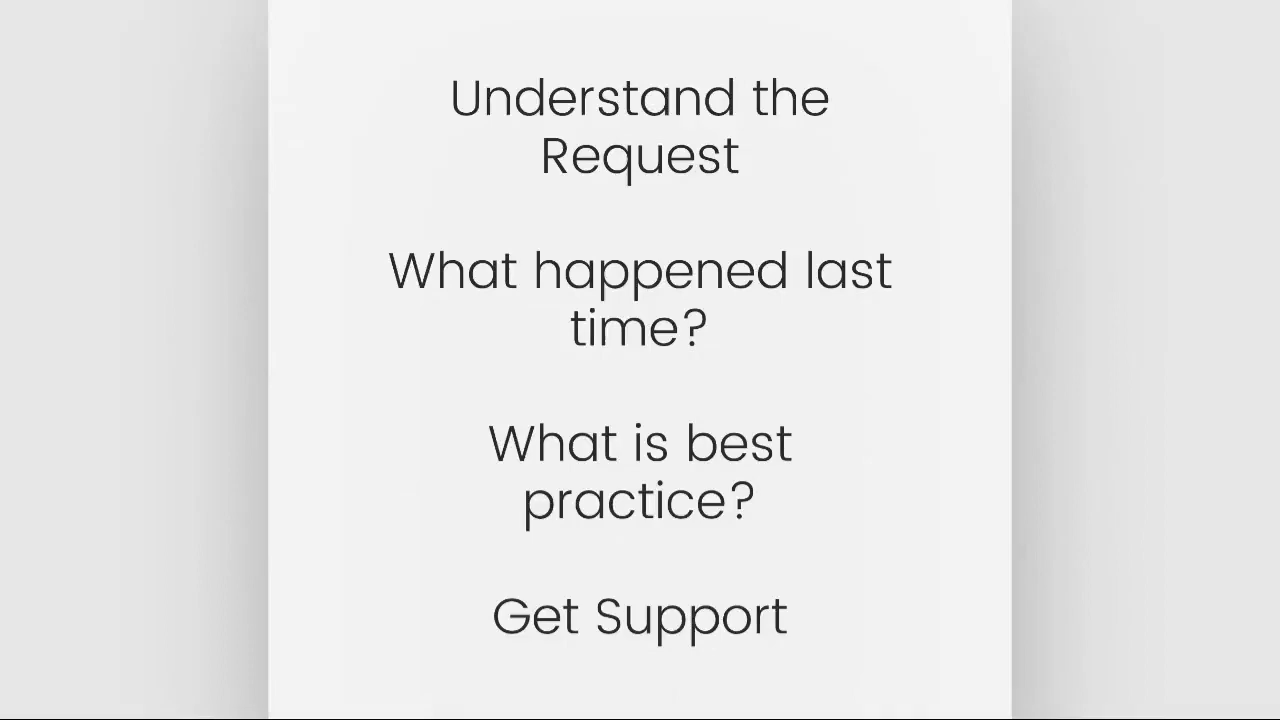 Understand the
Request
What happened last
time?
What is best
practice?
Get Support